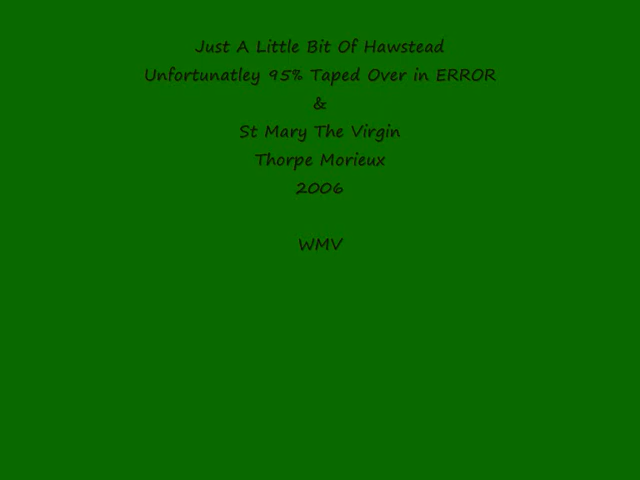 Just A Little Bit Of Hawstead
Unfortunatley 95% Taped Over in ERROR
&
St Mary The Virgin
Thorpe Morieux
2006
WMV